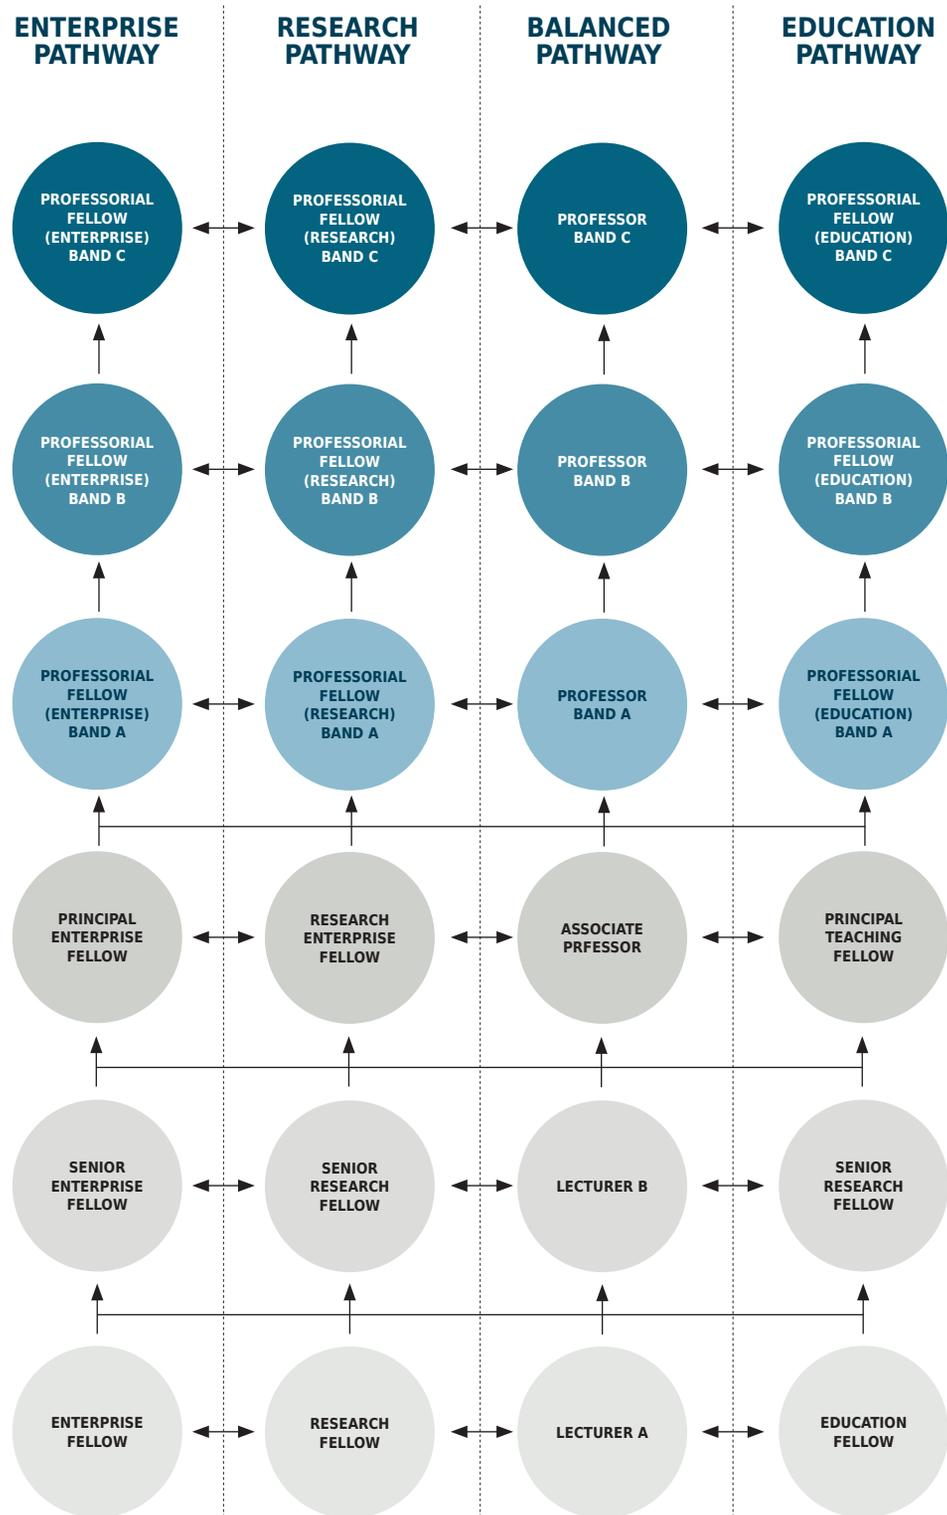 ENTERPRISE
PATHWAY
RESEARCH
PATHWAY
BALANCED
PATHWAY
EDUCATION
PATHWAY
PROFESSORIAL
FELLOW
(ENTERPRISE)
BAND C
PROFESSORIAL
FELLOW
(RESEARCH)
BAND C
PROFESSOR
BAND C
PROFESSORIAL
FELLOW
(EDUCATION)
BAND C
PROFESSORIAL
FELLOW
(ENTERPRISE)
BAND B
PROFESSORIAL
FELLOW
(RESEARCH)
BAND B
PROFESSOR
BAND B
PROFESSORIAL
FELLOW
(EDUCATION)
BAND B
PROFESSORIAL
FELLOW
(ENTERPRISE)
BAND A
PROFESSORIAL
FELLOW
(RESEARCH)
BAND A
PROFESSOR
BAND A
PROFESSORIAL
FELLOW
(EDUCATION)
BAND A
PRINCIPAL
ENTERPRISE
FELLOW
RESEARCH
ENTERPRISE
FELLOW
ASSOCIATE
PRFESSOR
PRINCIPAL
TEACHING
FELLOW
SENIOR
ENTERPRISE
FELLOW
SENIOR
RESEARCH
FELLOW
LECTURER B
SENIOR
RESEARCH
FELLOW
ENTERPRISE
FELLOW
RESEARCH
FELLOW
LECTURER A
EDUCATION
FELLOW